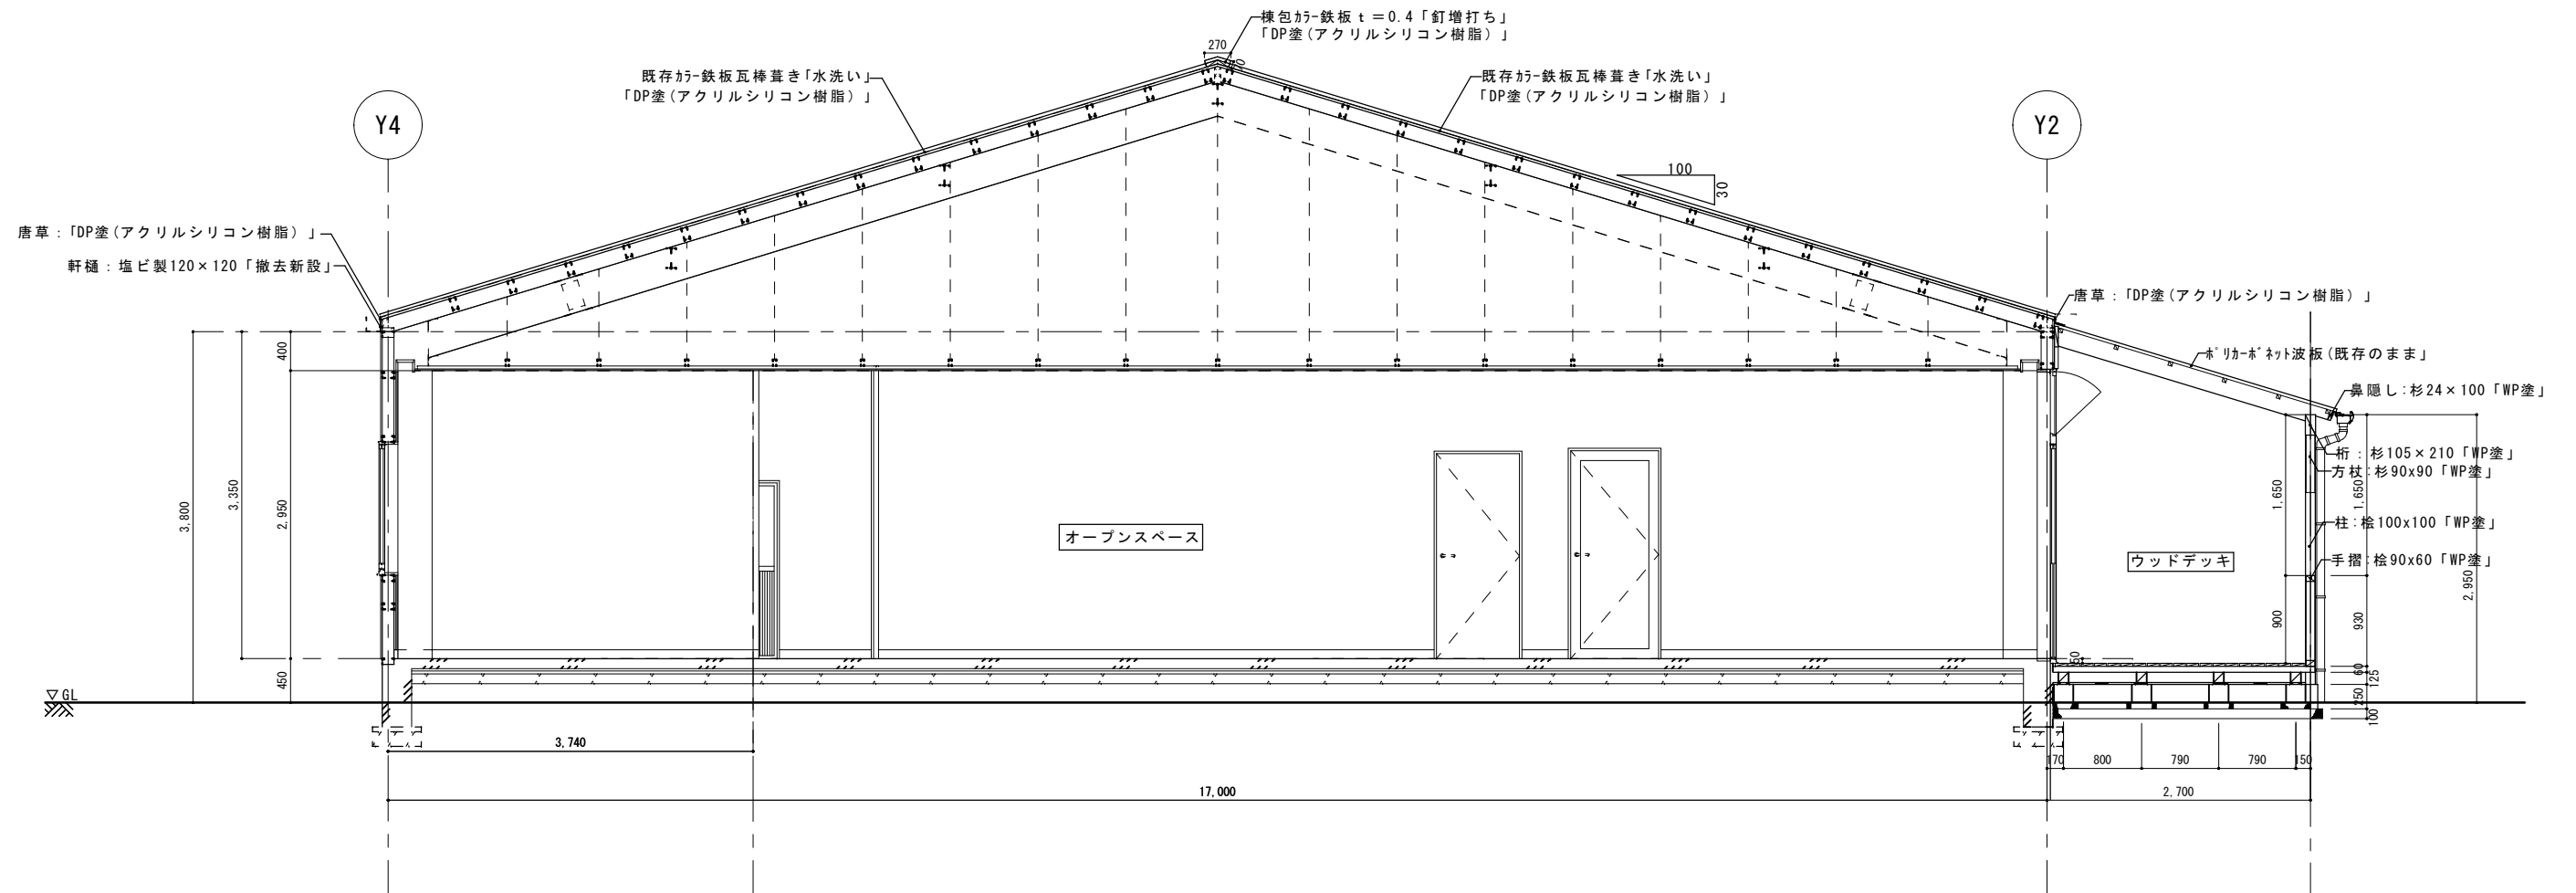 棟包ｶﾗｰ鉄板ｔ＝0.4「釘増打ち」
「DP塗(アクリルシリコン樹脂）」
270
既存ｶﾗｰ鉄板瓦棒葺き「水洗い」
「DP塗(アクリルシリコン樹脂）」
既存ｶﾗｰ鉄板瓦棒葺き「水洗い」
「DP塗(アクリルシリコン樹脂）」
Y4
Y2
100
30
唐草：「DP塗(アクリルシリコン樹脂）」
軒樋：塩ビ製120×120「撤去新設」
唐草：「DP塗(アクリルシリコン樹脂）」
ﾎﾟﾘｶｰﾎﾞﾈｯﾄ波板(既存のまま」
鼻隠し:杉24×100「WP塗」
桁：杉105×210「WP塗」
方杖:杉90x90「WP塗」
柱:桧100x100「WP塗」
手摺:桧90x60「WP塗」
オープンスペース
ウッドデッキ
400
2,950
3,350
3,800
450
1,650
1,650
900
930
2,950
50
60
125
250
100
▽GL
3,740
170
800
790
790
150
17,000
2,700